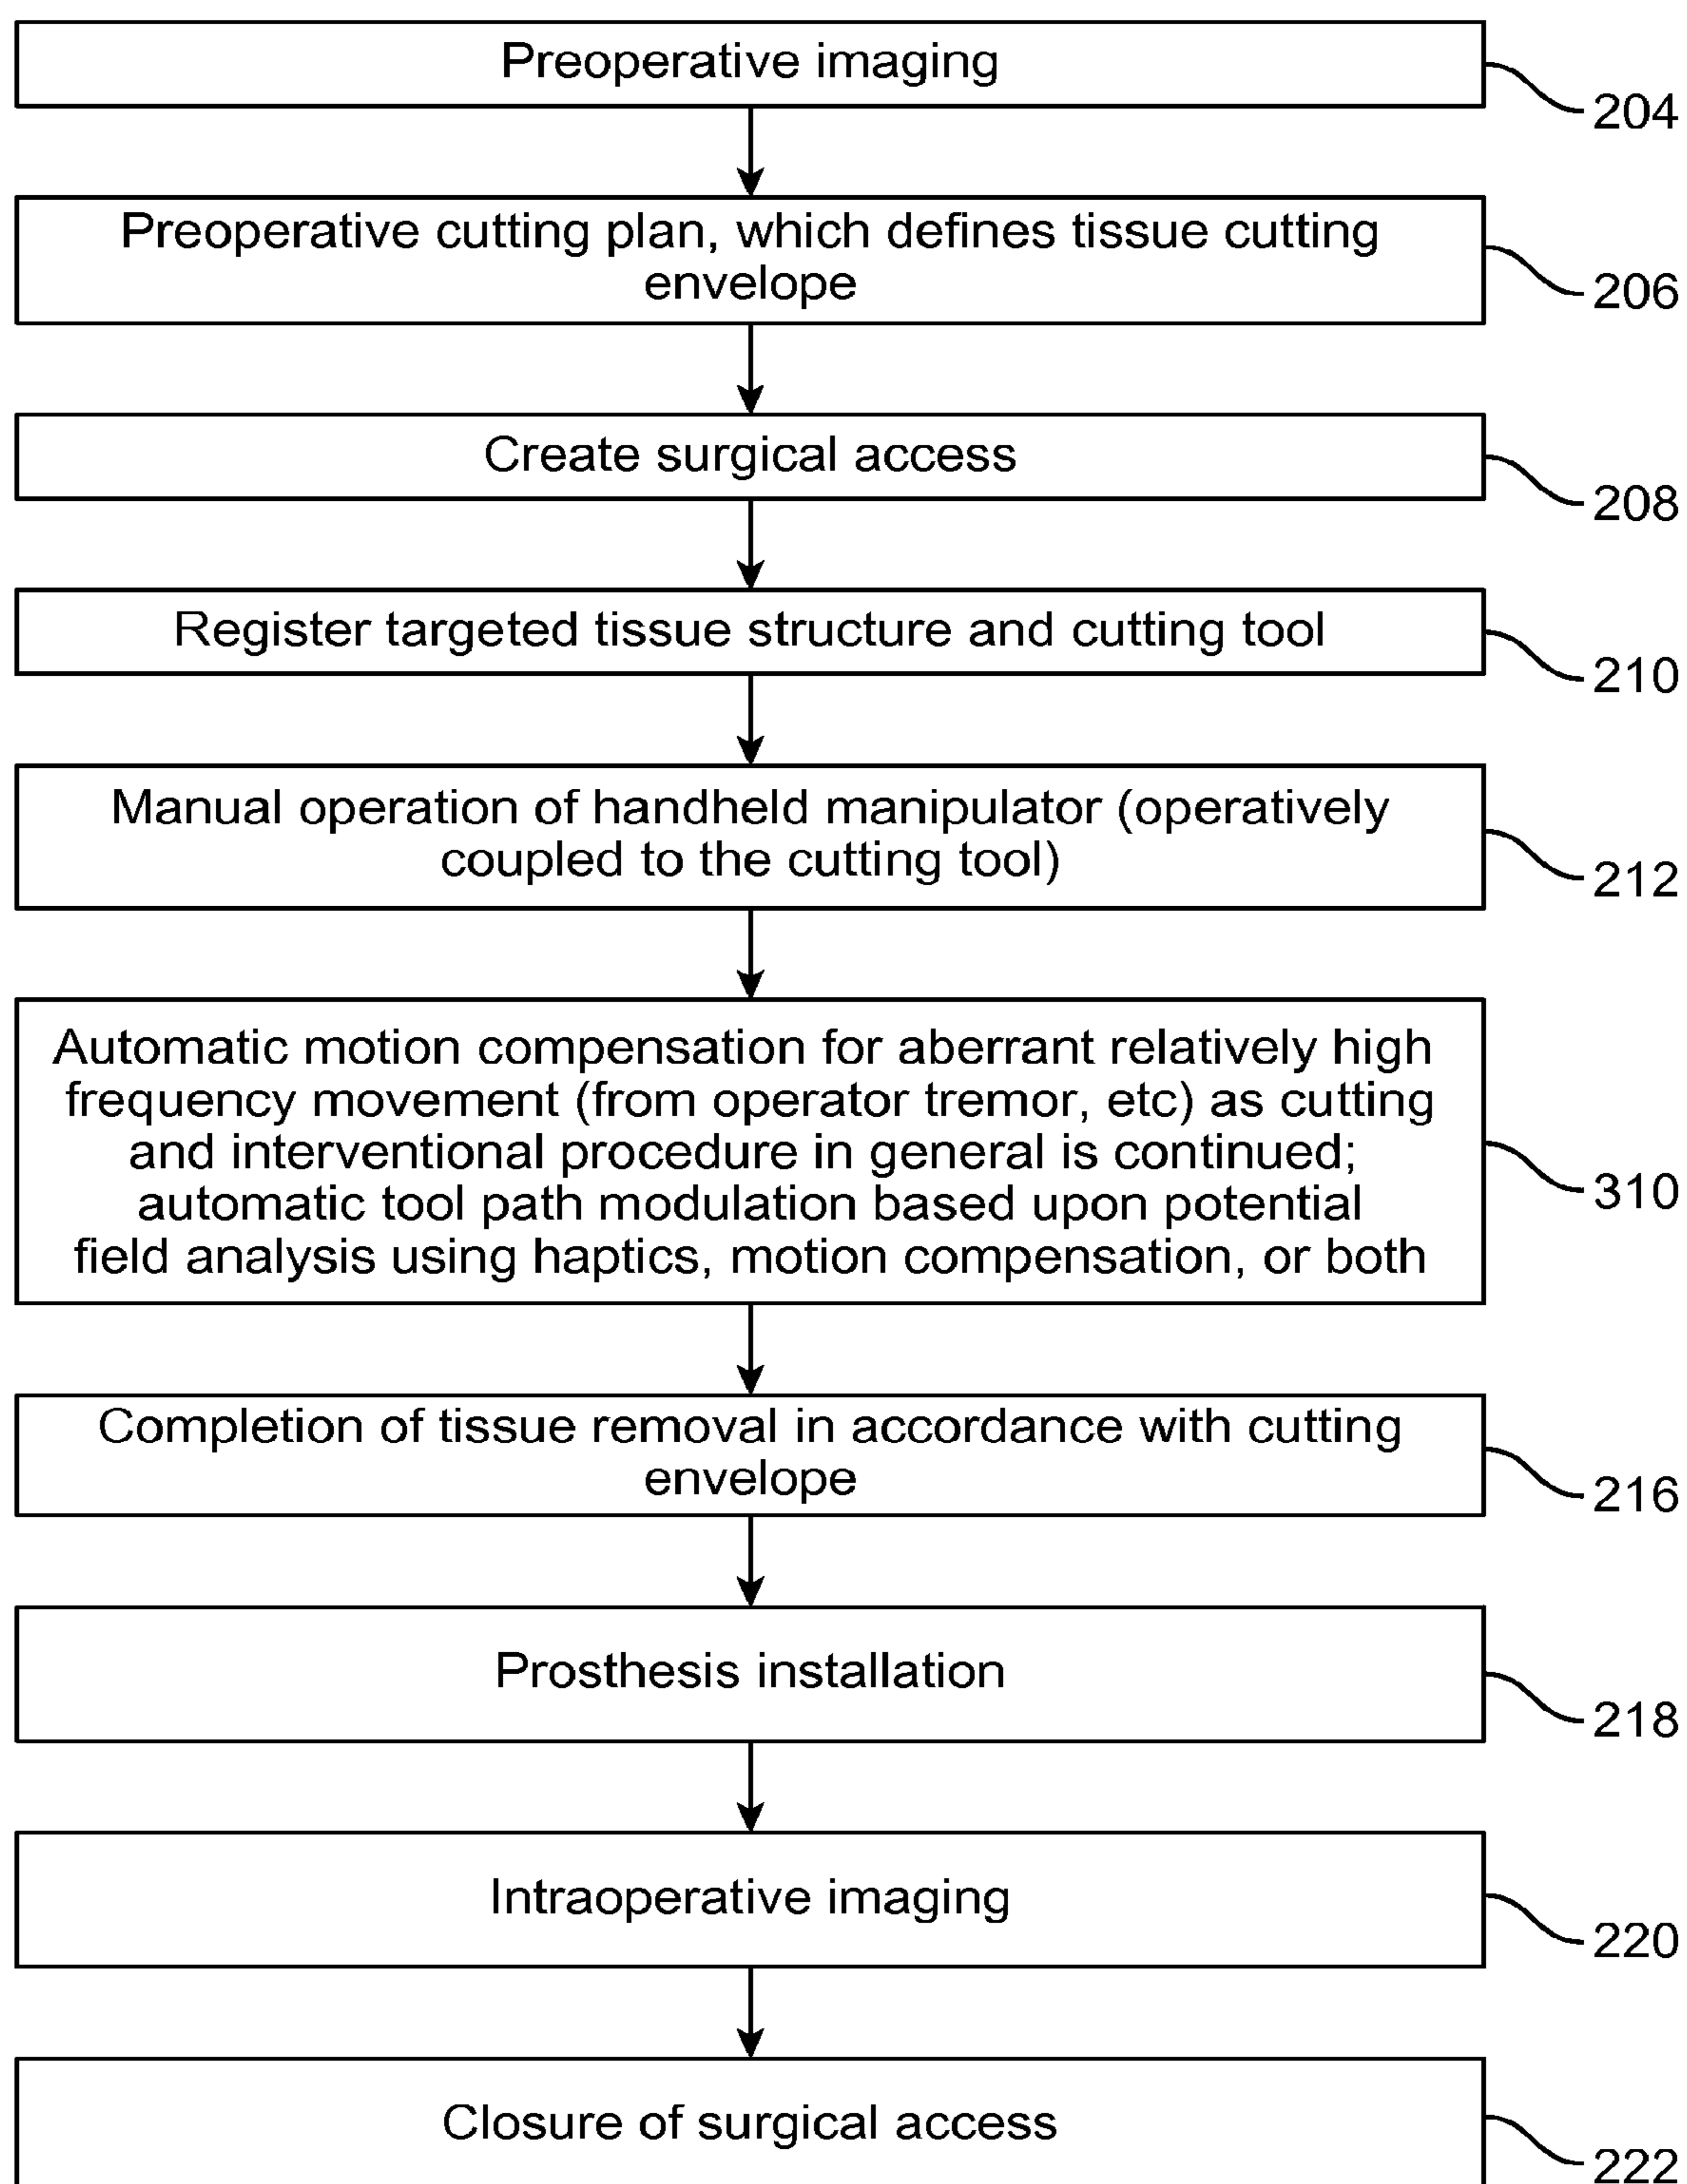 Preoperative imaging
204
Preoperative cutting plan, which defines tissue cutting
envelope
206
Create surgical access
208
Register targeted tissue structure and cutting tool
210
Manual operation of handheld manipulator (operatively
coupled to the cutting tool)
212
Automatic motion compensation for aberrant relatively high
frequency movement (from operator tremor, etc) as cutting
and interventional procedure in general is continued;
automatic tool path modulation based upon potential
field analysis using haptics, motion compensation, or both
310
Completion of tissue removal in accordance with cutting
envelope
216
Prosthesis installation
218
Intraoperative imaging
220
Closure of surgical access
222